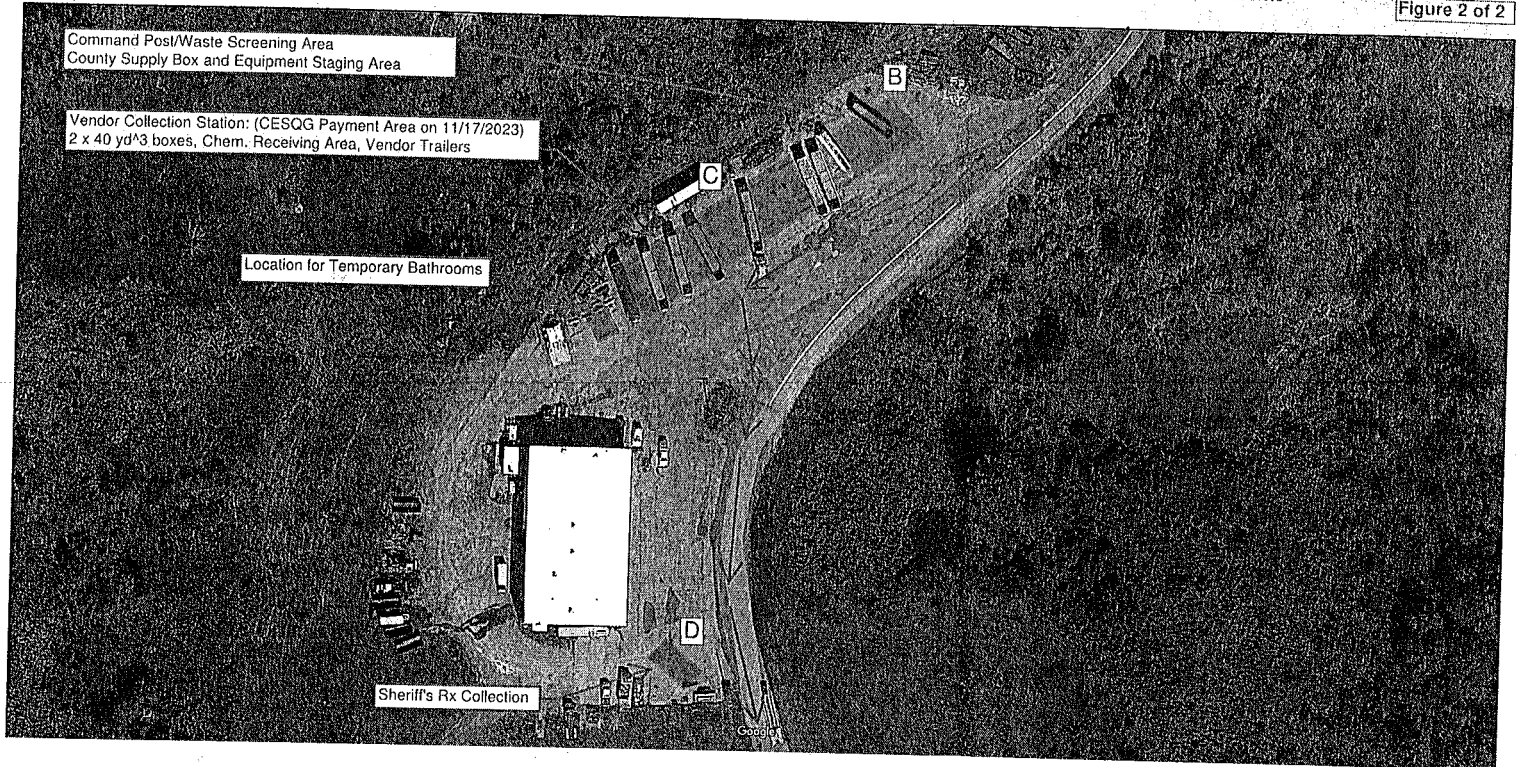 Figure 2 of 2
Command Post/Waste Screening Area
County Supply Box and Equipment Staging Area
B
Vendor Collection Station: (CESQG Payment Area on 11/17/2023)
2 x 40 yd^3 boxes, Chem. Receiving Area, Vendor Trailers
C
Location for Temporary Bathrooms
D
Sheriff's Rx Collection
Google